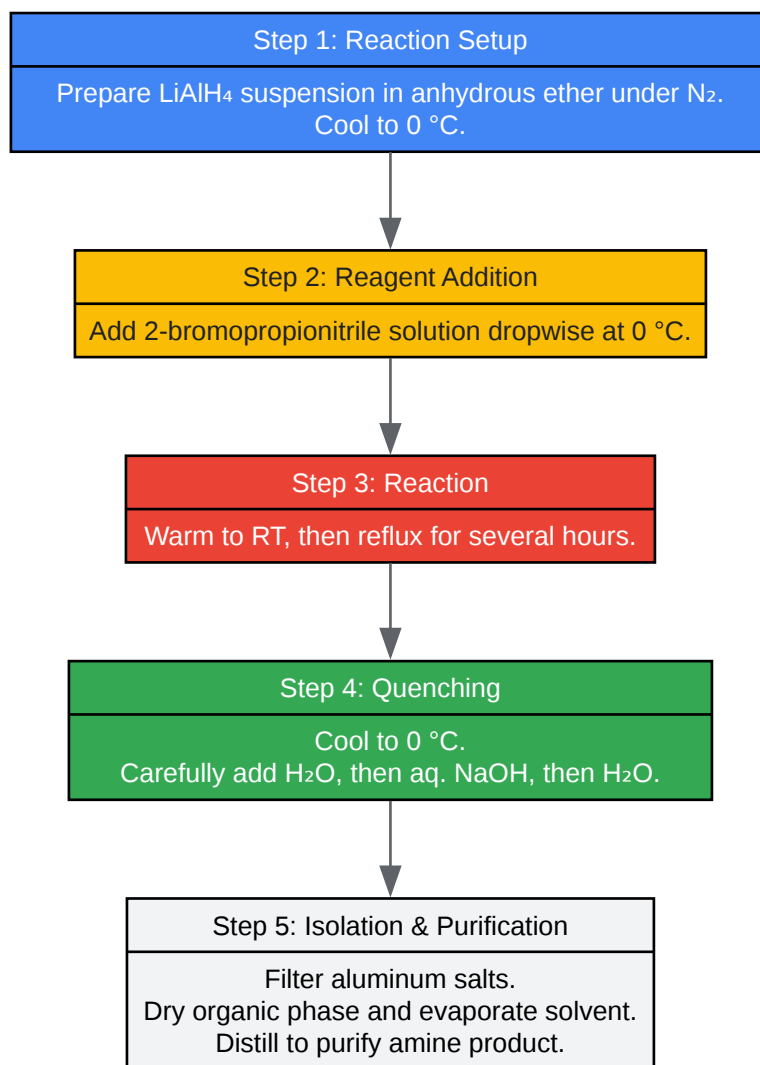 Step 1: Reaction Setup
Prepare LiAlH₄ suspension in anhydrous ether under N₂.
Cool to 0 °C.
Step 2: Reagent Addition
Add 2-bromopropionitrile solution dropwise at 0 °C.
Step 3: Reaction
Warm to RT, then reflux for several hours.
Step 4: Quenching
Cool to 0 °C.
Carefully add H₂O, then aq. NaOH, then H₂O.
Step 5: Isolation & Purification
Filter aluminum salts.
Dry organic phase and evaporate solvent.
Distill to purify amine product.